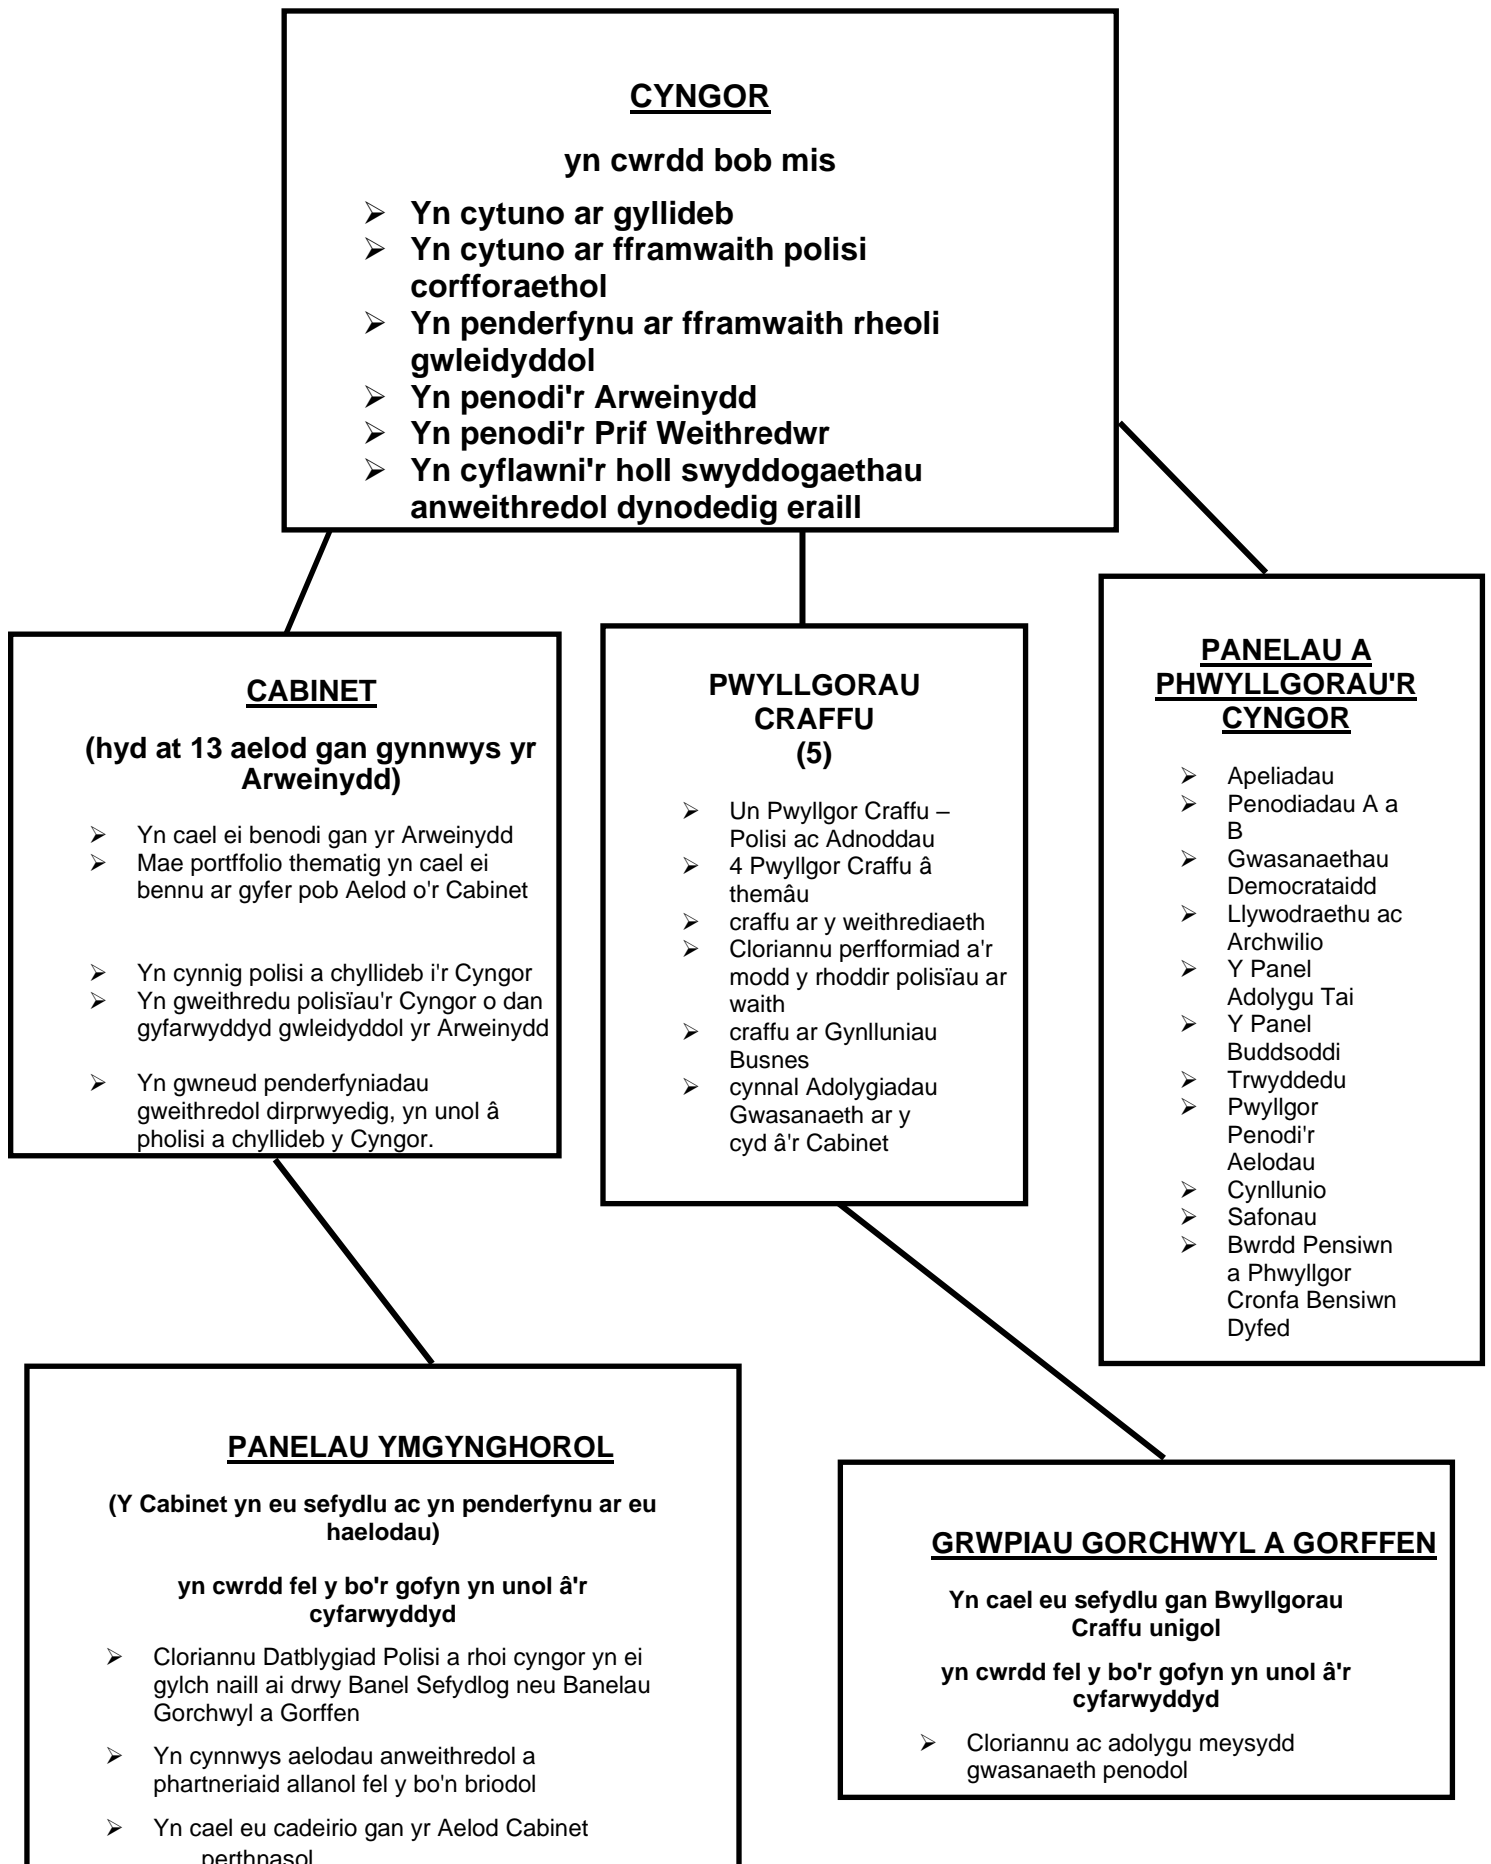 CYNGOR
yn cwrdd bob mis
➢ Yn cytuno ar gyllideb
➢ Yn cytuno ar fframwaith polisi
corfforaethol
➢ Yn penderfynu ar fframwaith rheoli
gwleidyddol
➢ Yn penodi'r Arweinydd
➢ Yn penodi'r Prif Weithredwr
➢ Yn cyflawni'r holl swyddogaethau
anweithredol dynodedig eraill
CABINET
(hyd at 13 aelod gan gynnwys yr
Arweinydd)
➢ Yn cael ei benodi gan yr Arweinydd
➢ Mae portffolio thematig yn cael ei
bennu ar gyfer pob Aelod o'r Cabinet
➢ Yn cynnig polisi a chyllideb i'r Cyngor
➢ Yn gweithredu polisïau'r Cyngor o dan
gyfarwyddyd gwleidyddol yr Arweinydd
➢ Yn gwneud penderfyniadau
gweithredol dirprwyedig, yn unol â
pholisi a chyllideb y Cyngor.
PWYLLGORAU
CRAFFU
(5)
➢ Un Pwyllgor Craffu –
Polisi ac Adnoddau
➢ 4 Pwyllgor Craffu â
themâu
➢ craffu ar y weithrediaeth
➢ Cloriannu perfformiad a'r
modd y rhoddir polisïau ar
waith
➢ craffu ar Gynlluniau
Busnes
➢ cynnal Adolygiadau
Gwasanaeth ar y
cyd â'r Cabinet
PANELAU A
PHWYLLGORAU'R
CYNGOR
➢ Apeliadau
➢ Penodiadau A a
B
➢ Gwasanaethau
Democrataidd
➢ Llywodraethu ac
Archwilio
➢ Y Panel
Adolygu Tai
➢ Y Panel
Buddsoddi
➢ Trwyddedu
➢ Pwyllgor
Penodi'r
Aelodau
➢ Cynllunio
➢ Safonau
➢ Bwrdd Pensiwn
a Phwyllgor
Cronfa Bensiwn
Dyfed
PANELAU YMGYNGHOROL
(Y Cabinet yn eu sefydlu ac yn penderfynu ar eu
haelodau)
yn cwrdd fel y bo'r gofyn yn unol â'r
cyfarwyddyd
➢ Cloriannu Datblygiad Polisi a rhoi cyngor yn ei
gylch naill ai drwy Banel Sefydlog neu Banelau
Gorchwyl a Gorffen
➢ Yn cynnwys aelodau anweithredol a
phartneriaid allanol fel y bo'n briodol
➢ Yn cael eu cadeirio gan yr Aelod Cabinet
perthnasol
GRWPIAU GORCHWYL A GORFFEN
Yn cael eu sefydlu gan Bwyllgorau
Craffu unigol
yn cwrdd fel y bo'r gofyn yn unol â'r
cyfarwyddyd
➢ Cloriannu ac adolygu meysydd
gwasanaeth penodol